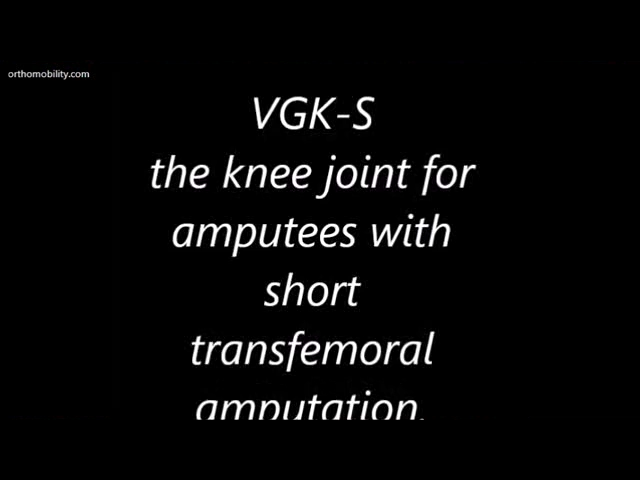 orthomobility.com
VGK-S
the knee joint for
amputees with
short
transfemoral
amputation.